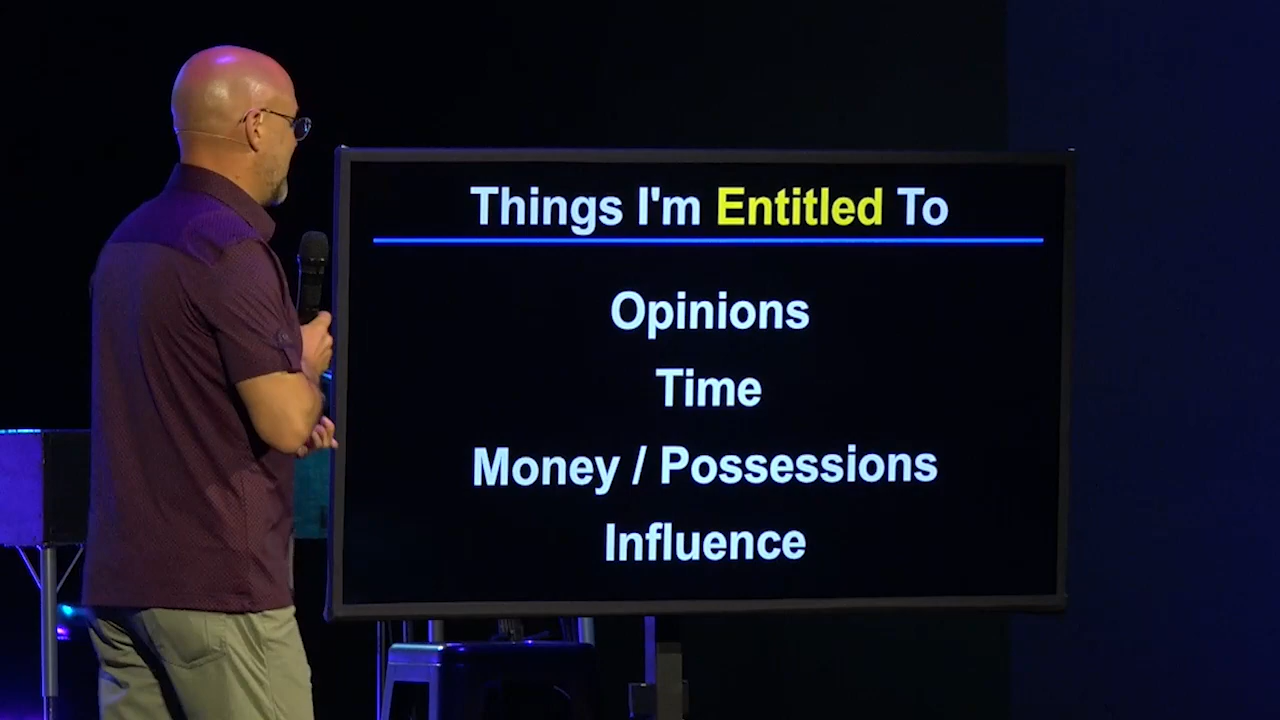 Things I'm Entitled To
Opinions
Time
Money / Possessions
Influence